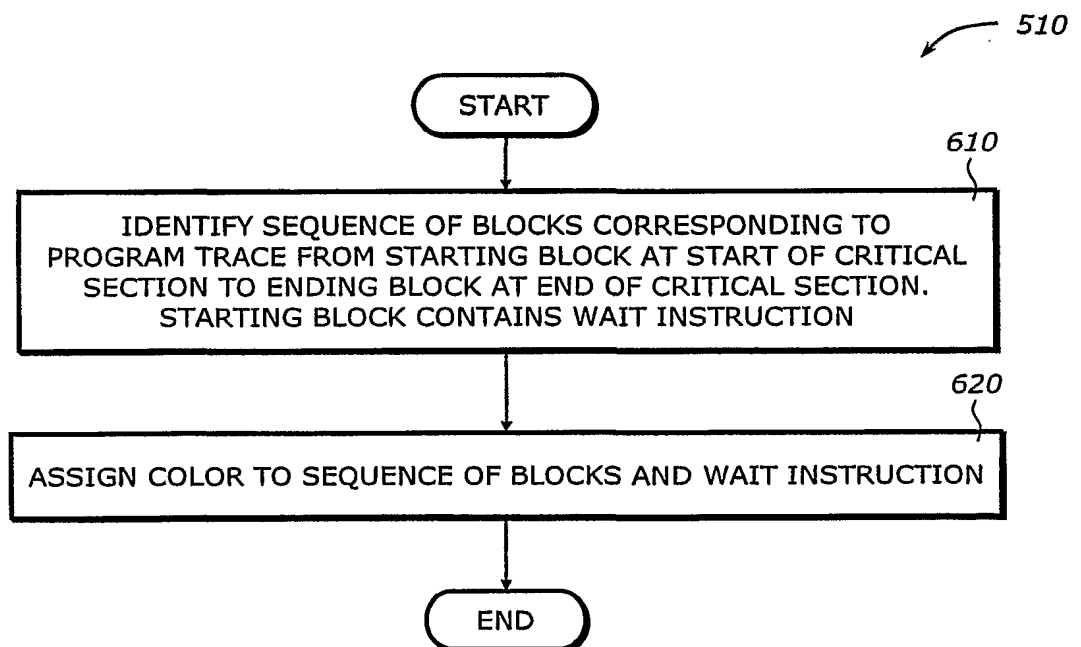 510
START
610
IDENTIFY SEQUENCE OF BLOCKS CORRESPONDING TO
PROGRAM TRACE FROM STARTING BLOCK AT START OF CRITICAL
SECTION TO ENDING BLOCK AT END OF CRITICAL SECTION.
STARTING BLOCK CONTAINS WAIT INSTRUCTION
620
ASSIGN COLOR TO SEQUENCE OF BLOCKS AND WAIT INSTRUCTION
END